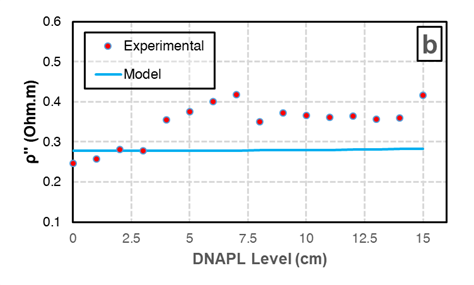 0.6
b
Experimental
Model
0.5
0.4
0.3
0.2
0.1
ρ" (Ohm.m)
0 2.5 5 7.5 10 12.5 15
DNAPL Level (cm)